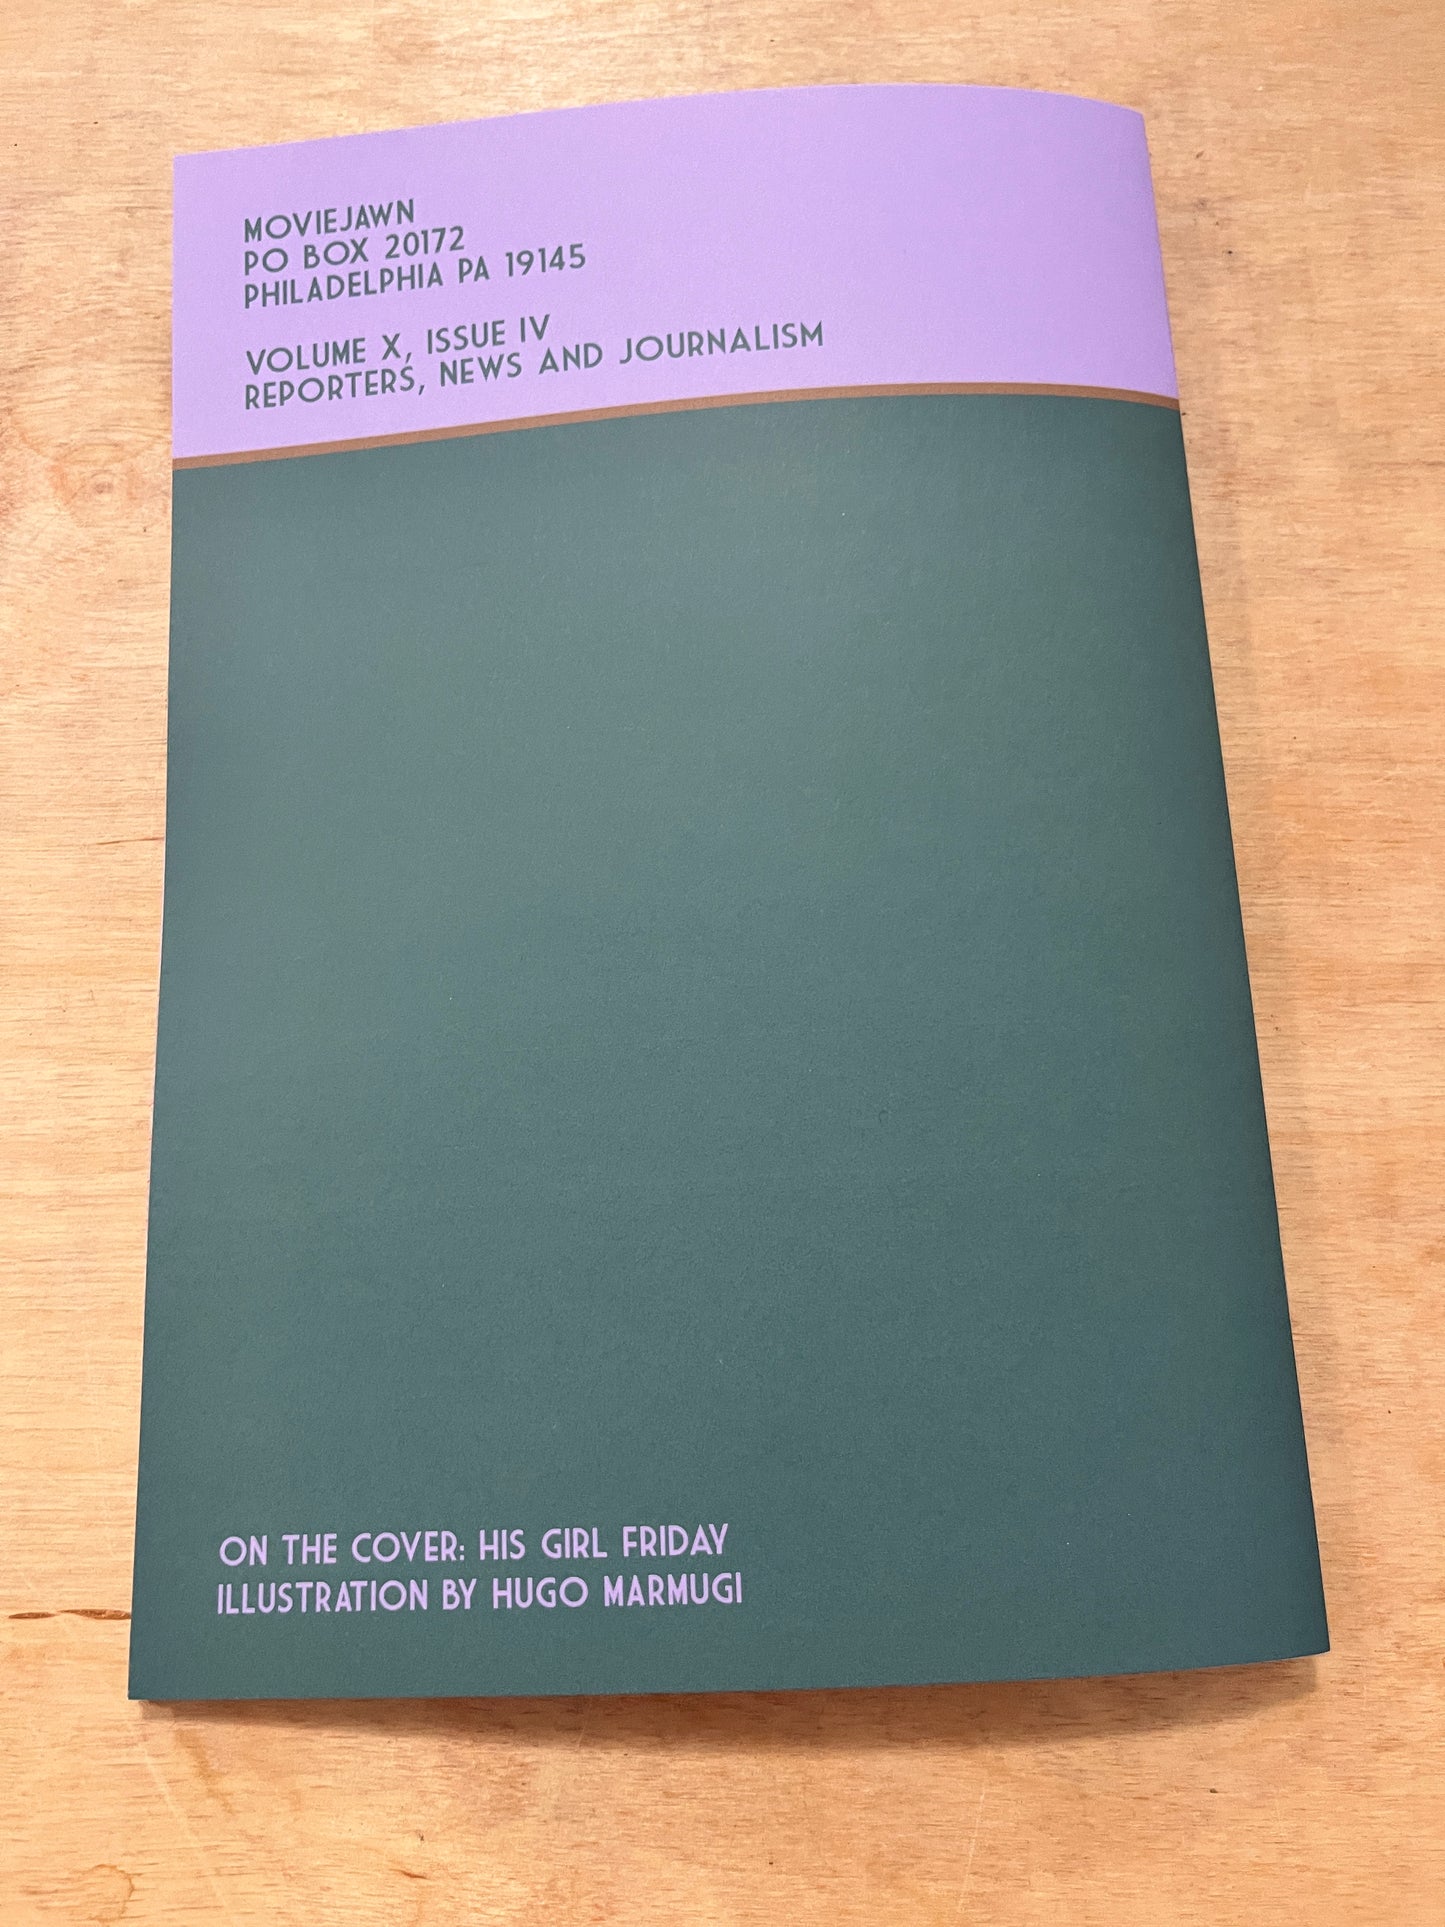 MOVIEJAWN
PO BOX 20172
PHILADELPHIA PA 19145
VOLUME X, ISSUE IV
REPORTERS, NEWS AND JOURNALISM
ON THE COVER: HIS GIRL FRIDAY
ILLUSTRATION BY HUGO MARMUGI